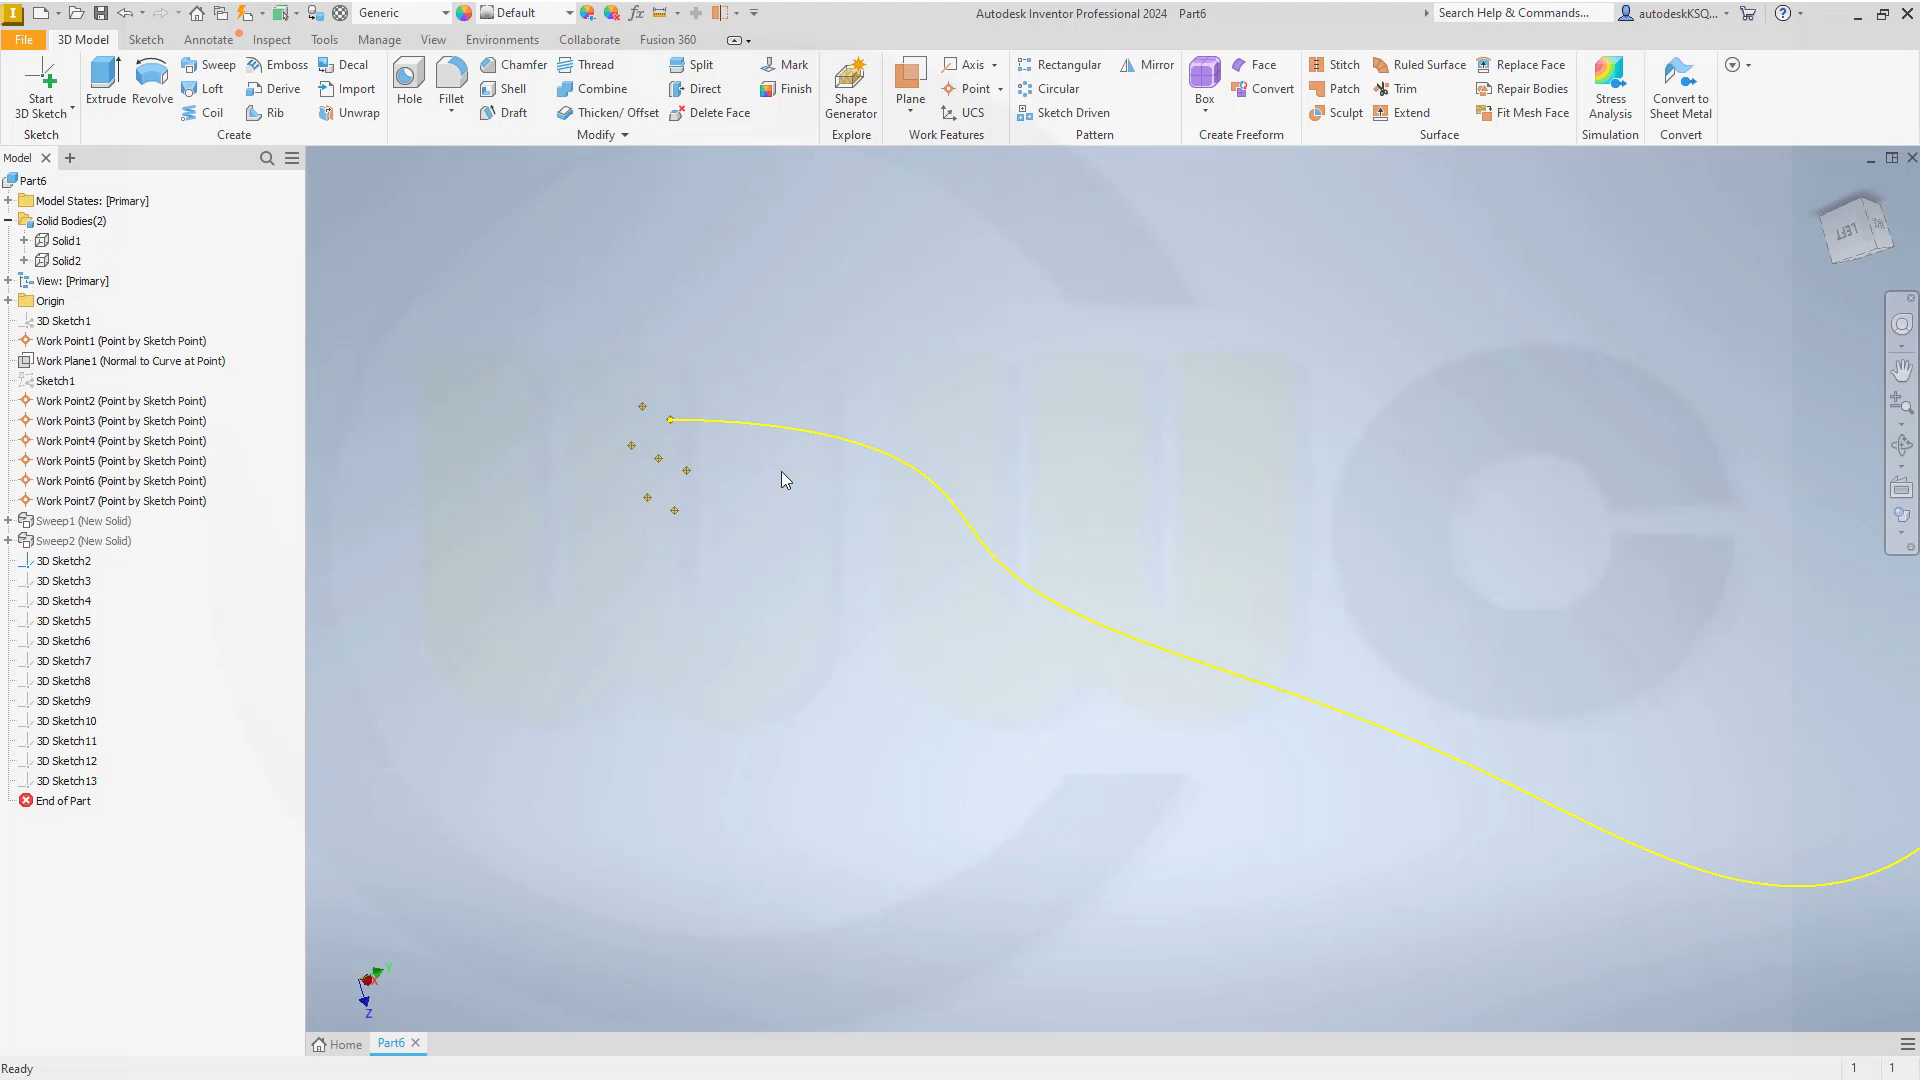 Generic
Default
Autodesk Inventor Professional 2024 Part6
Search Help & Commands...
autodeskKSQ...
File
3D Model
Sketch
Annotate
Inspect
Tools
Manage
View
Environments
Collaborate
Fusion 360
Start
3D Sketch
Sketch
Extrude
Revolve
Sweep
Loft
Coil
Emboss
Derive
Rib
Decal
Import
Unwrap
Create
Hole
Fillet
Chamfer
Shell
Draft
Thread
Combine
Thicken/ Offset
Split
Direct
Delete Face
Mark
Finish
Modify
Shape
Generator
Explore
Plane
Axis
Point
UCS
Work Features
Rectangular
Circular
Sketch Driven
Mirror
Pattern
Box
Face
Convert
Create Freeform
Stitch
Patch
Sculpt
Ruled Surface
Trim
Extend
Replace Face
Repair Bodies
Fit Mesh Face
Surface
Stress
Analysis
Simulation
Convert to
Sheet Metal
Convert
Model
Part6
Model States: [Primary]
Solid Bodies(2)
Solid1
Solid2
View: [Primary]
Origin
3D Sketch1
Work Point1 (Point by Sketch Point)
Work Plane1 (Normal to Curve at Point)
Sketch1
Work Point2 (Point by Sketch Point)
Work Point3 (Point by Sketch Point)
Work Point4 (Point by Sketch Point)
Work Point5 (Point by Sketch Point)
Work Point6 (Point by Sketch Point)
Work Point7 (Point by Sketch Point)
Sweep1 (New Solid)
Sweep2 (New Solid)
3D Sketch2
3D Sketch3
3D Sketch4
3D Sketch5
3D Sketch6
3D Sketch7
3D Sketch8
3D Sketch9
3D Sketch10
3D Sketch11
3D Sketch12
3D Sketch13
End of Part
LEFT
Y
X
Z
Home
Part6
Ready
1 1